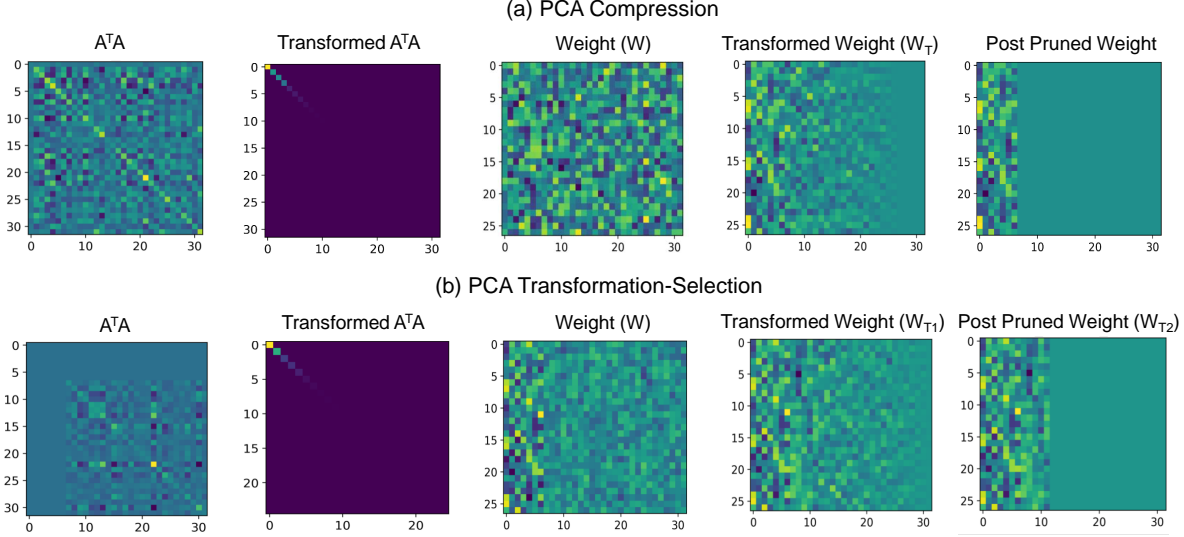 (a) PCA Compression
AᵀA
Transformed AᵀA
Weight (W)
Transformed Weight (W_T)
Post Pruned Weight
0
5
10
15
20
25
30
0 10 20 30
0
5
10
15
20
25
30
0 10 20 30
0
5
10
15
20
25
0 10 20 30
0
5
10
15
20
25
0 10 20 30
0
5
10
15
20
25
0 10 20 30
(b) PCA Transformation-Selection
AᵀA
Transformed AᵀA
Weight (W)
Transformed Weight (W_T1)
Post Pruned Weight (W_T2)
0
5
10
15
20
25
30
0 10 20 30
0
5
10
15
20
0 10 20
0
5
10
15
20
25
0 10 20 30
0
5
10
15
20
25
0 10 20 30
0
5
10
15
20
25
0 10 20 30